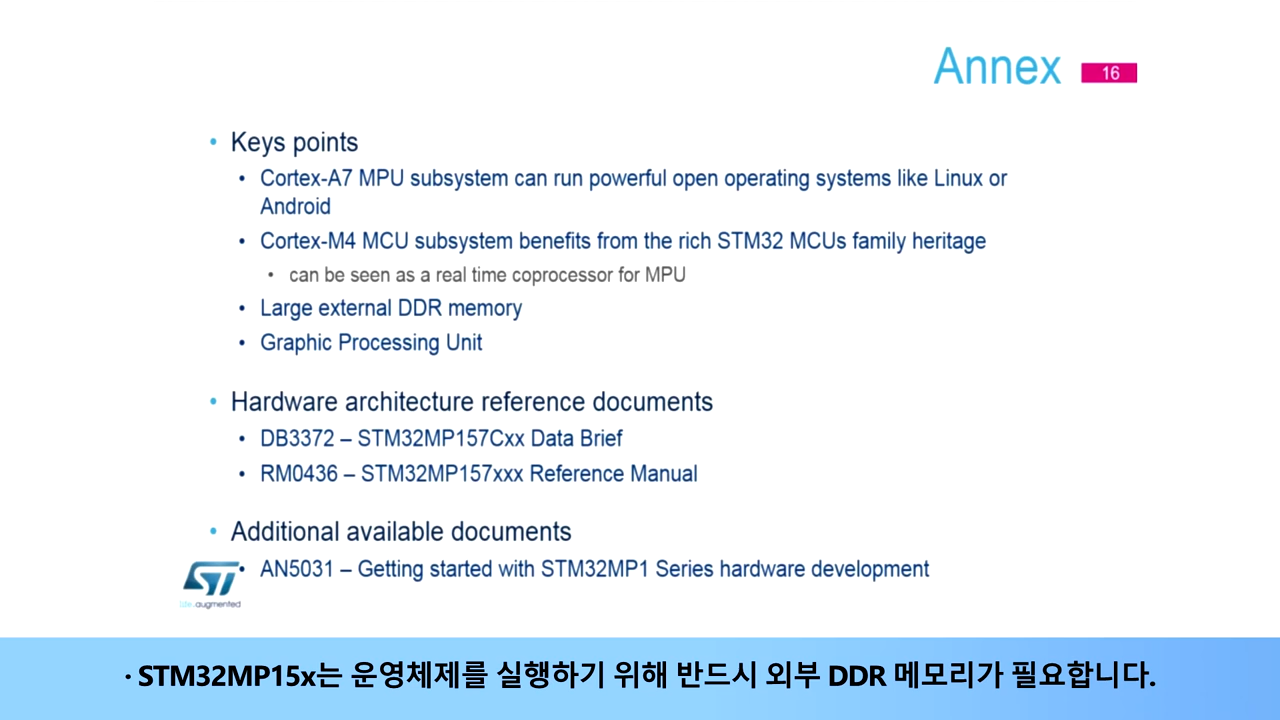 Annex 16
• Keys points
• Cortex-A7 MPU subsystem can run powerful open operating systems like Linux or
Android
• Cortex-M4 MCU subsystem benefits from the rich STM32 MCUs family heritage
• can be seen as a real time coprocessor for MPU
• Large external DDR memory
• Graphic Processing Unit
• Hardware architecture reference documents
• DB3372 – STM32MP157Cxx Data Brief
• RM0436 – STM32MP157xxx Reference Manual
• Additional available documents
• AN5031 – Getting started with STM32MP1 Series hardware development
ST
life.augmented
· STM32MP15x는 운영체제를 실행하기 위해 반드시 외부 DDR 메모리가 필요합니다.